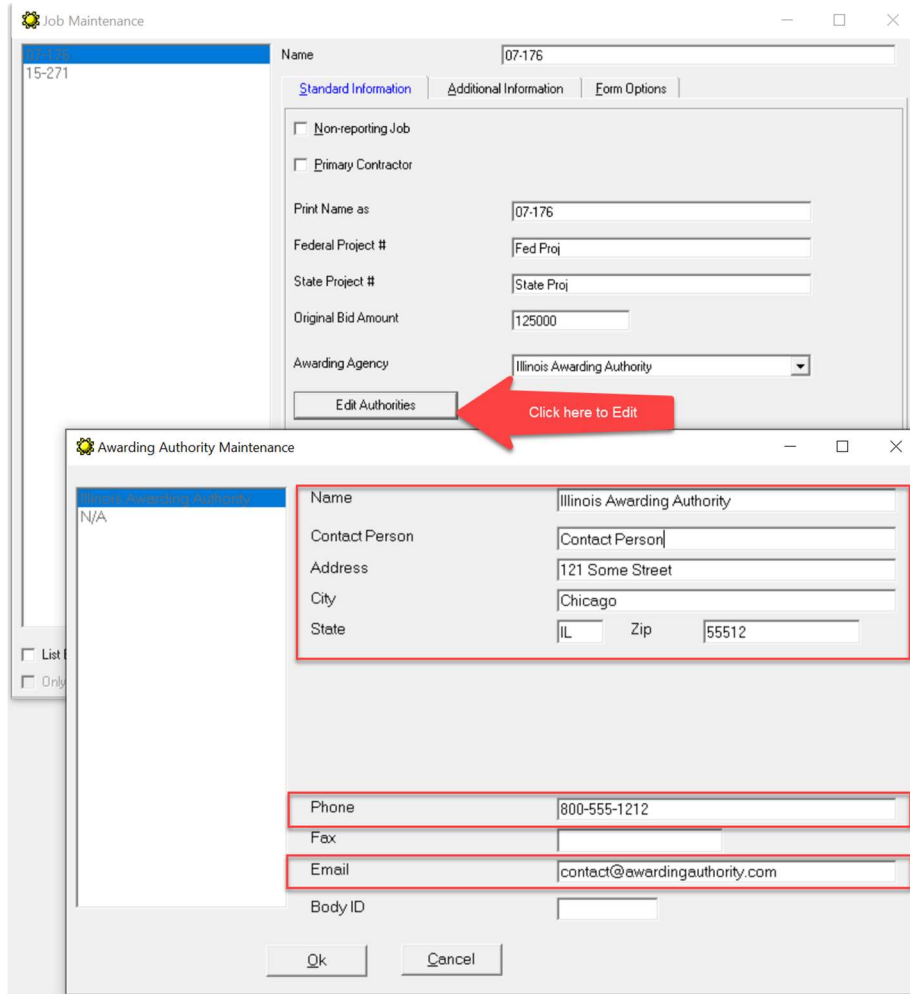 Job Maintenance
07-176
15-271
Name 07-176
Standard Information Additional Information Form Options
Non-reporting Job
Primary Contractor
Print Name as 07-176
Federal Project # Fed Proj
State Project # State Proj
Original Bid Amount 125000
Awarding Agency Illinois Awarding Authority
Edit Authorities
Click here to Edit
List
Only
Awarding Authority Maintenance
Illinois Awarding Authority
N/A
Name Illinois Awarding Authority
Contact Person Contact Person
Address 121 Some Street
City Chicago
State IL Zip 55512
Phone 800-555-1212
Fax
Email contact@awardingauthority.com
Body ID
Ok Cancel